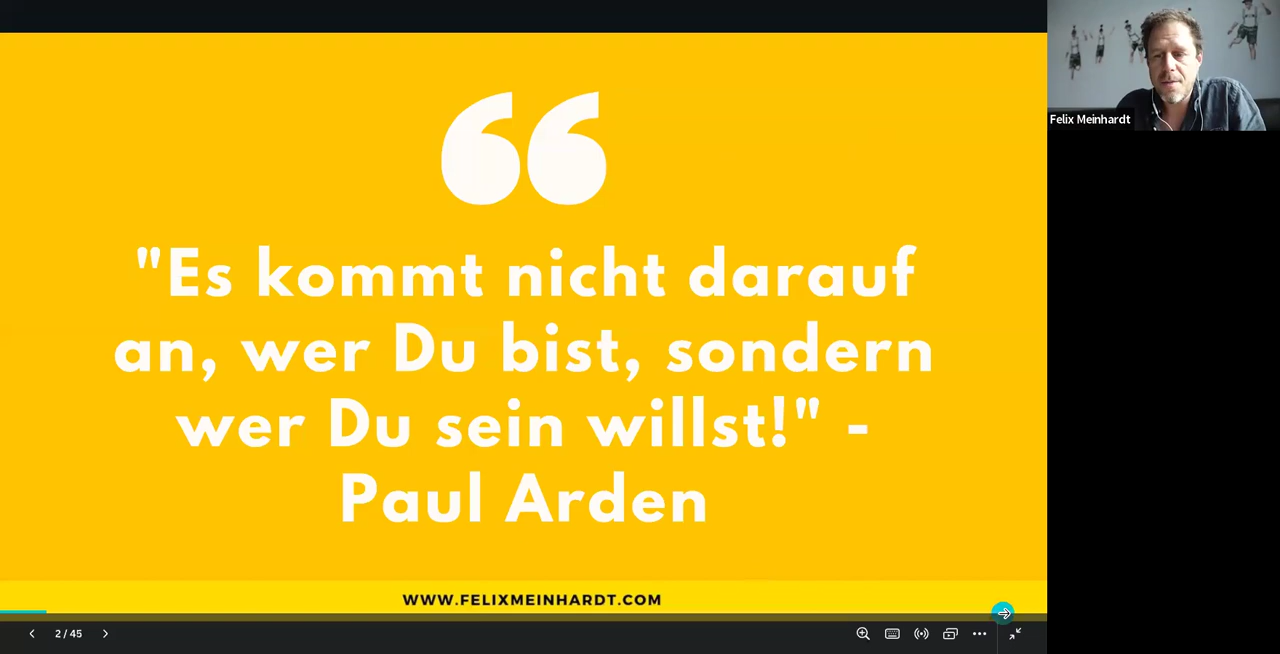 "Es kommt nicht darauf
an, wer Du bist, sondern
wer Du sein willst!" -
Paul Arden
WWW.FELIXMEINHARDT.COM
2 / 45
Felix Meinhardt